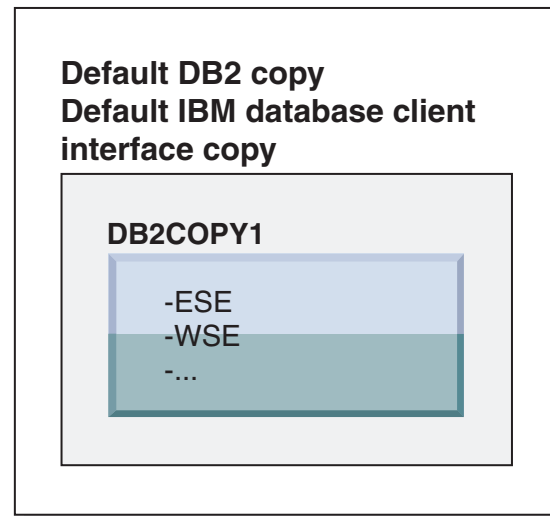 Default DB2 copy
Default IBM database client
interface copy
DB2COPY1
-ESE
-WSE
-...